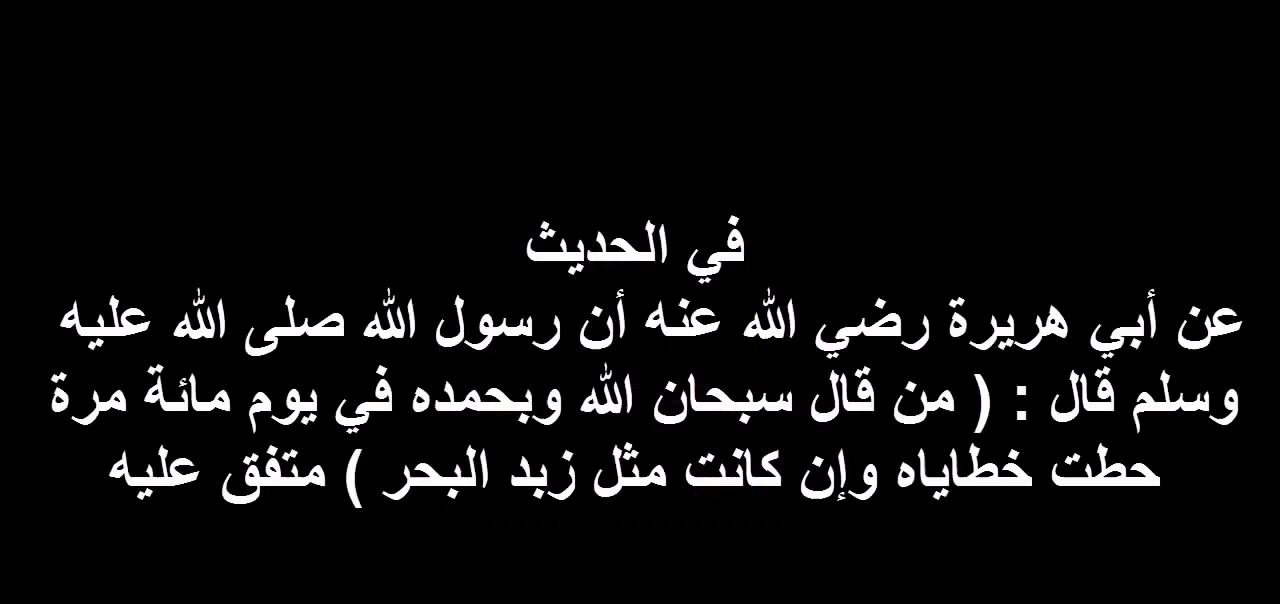 في الحديث
عن أبي هريرة رضي الله عنه أن رسول الله صلى الله عليه
وسلم قال : ( من قال سبحان الله وبحمده في يوم مائة مرة
حطت خطاياه وإن كانت مثل زبد البحر ) متفق عليه